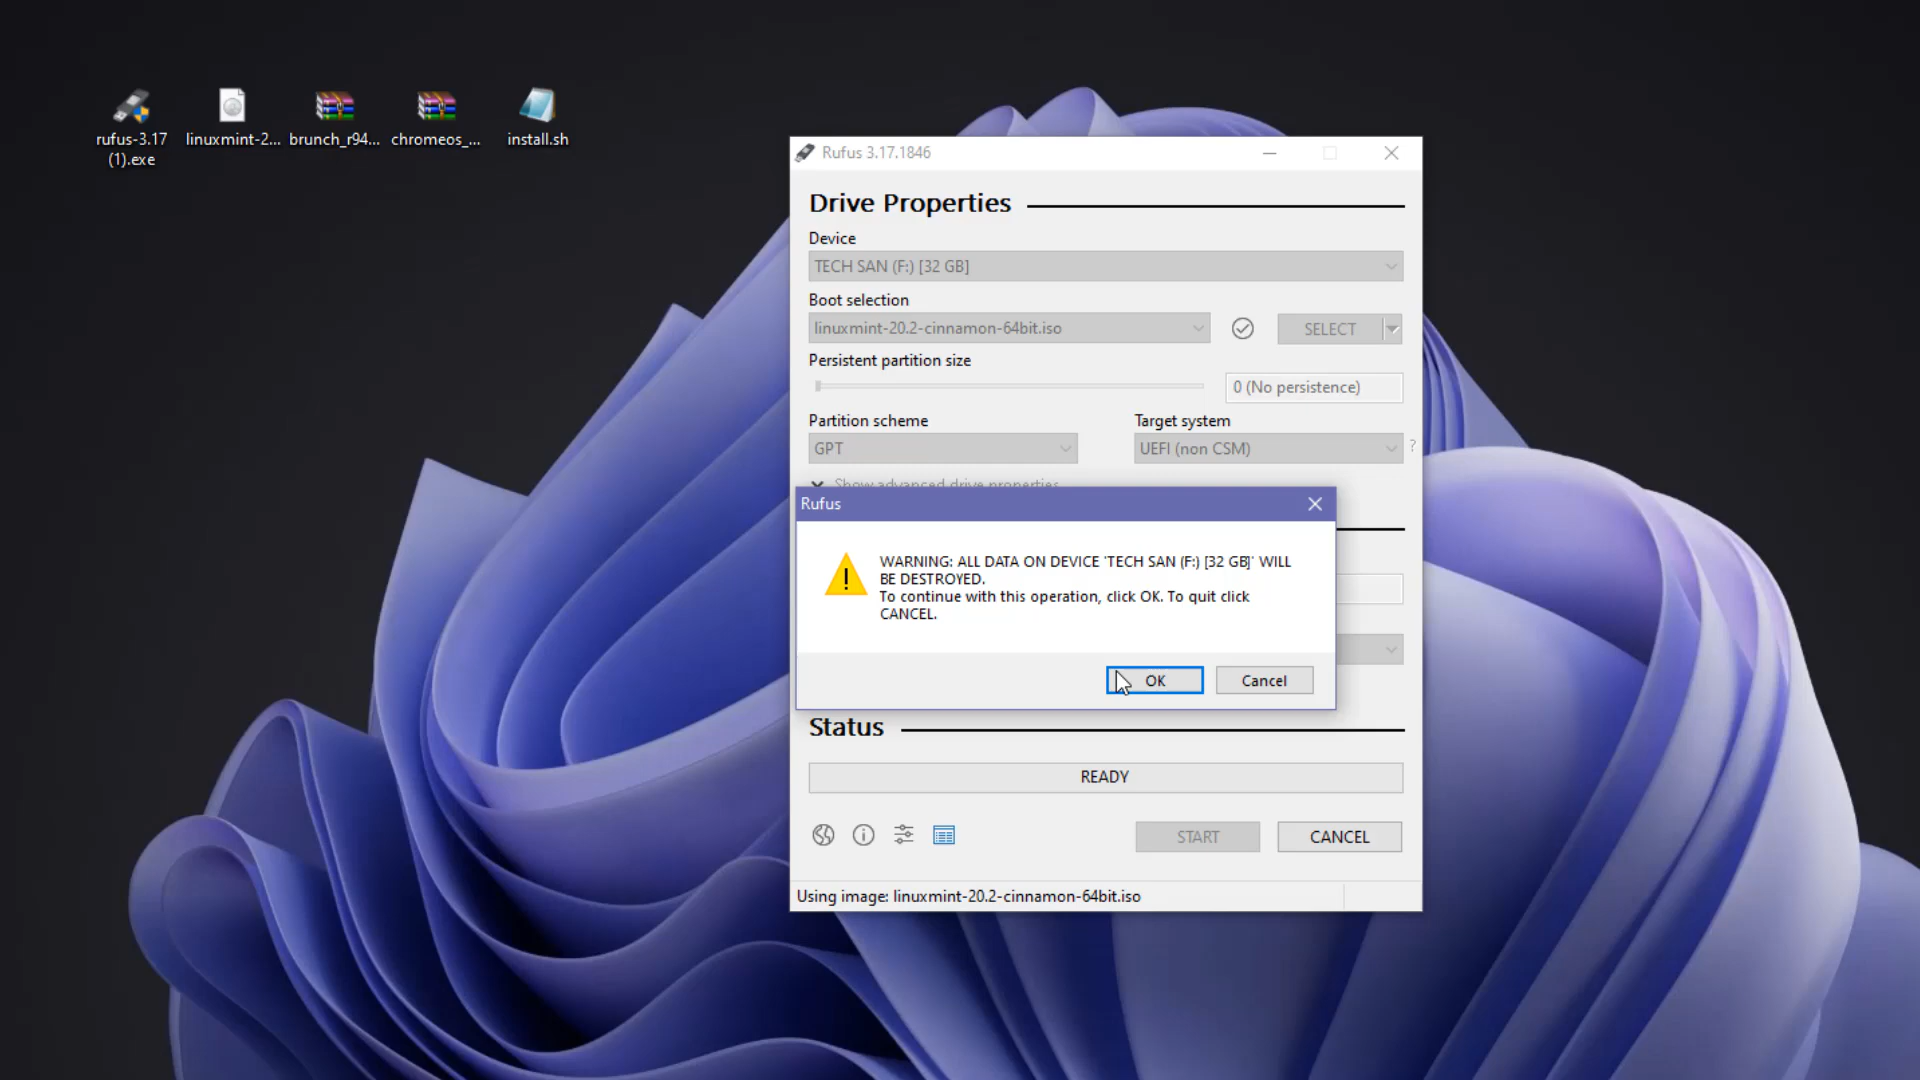 rufus-3.17
(1).exe
linuxmint-2...
brunch_r94...
chromeos_...
install.sh
Rufus 3.17.1846
Drive Properties
Device
TECH SAN (F:) [32 GB]
Boot selection
linuxmint-20.2-cinnamon-64bit.iso
SELECT
Persistent partition size
0 (No persistence)
Partition scheme
Target system
GPT
UEFI (non CSM)
?
Show advanced drive properties
Rufus
WARNING: ALL DATA ON DEVICE 'TECH SAN (F:) [32 GB]' WILL
BE DESTROYED.
To continue with this operation, click OK. To quit click
CANCEL.
OK
Cancel
Status
READY
START
CANCEL
Using image: linuxmint-20.2-cinnamon-64bit.iso